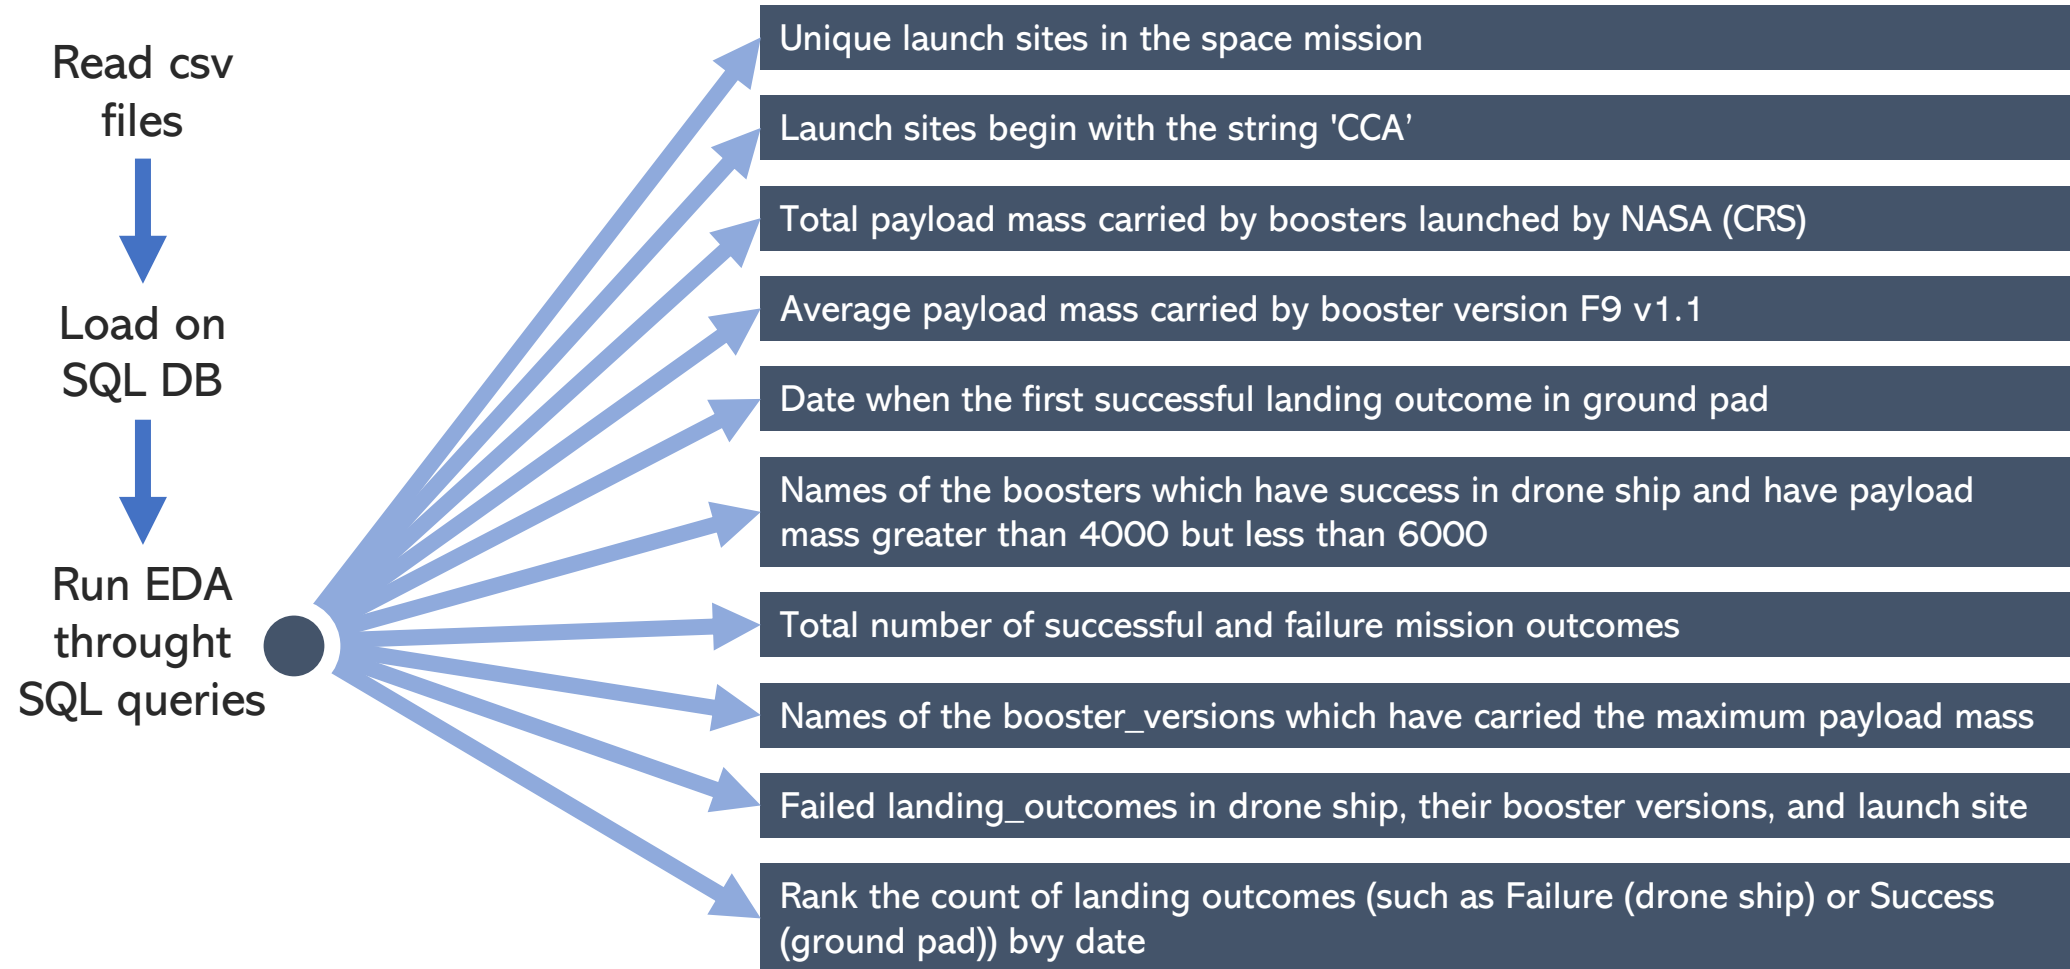 Read csv
files
Load on
SQL DB
Run EDA
throught
SQL queries
Unique launch sites in the space mission
Launch sites begin with the string 'CCA’
Total payload mass carried by boosters launched by NASA (CRS)
Average payload mass carried by booster version F9 v1.1
Date when the first successful landing outcome in ground pad
Names of the boosters which have success in drone ship and have payload
mass greater than 4000 but less than 6000
Total number of successful and failure mission outcomes
Names of the booster_versions which have carried the maximum payload mass
Failed landing_outcomes in drone ship, their booster versions, and launch site
Rank the count of landing outcomes (such as Failure (drone ship) or Success
(ground pad)) bvy date